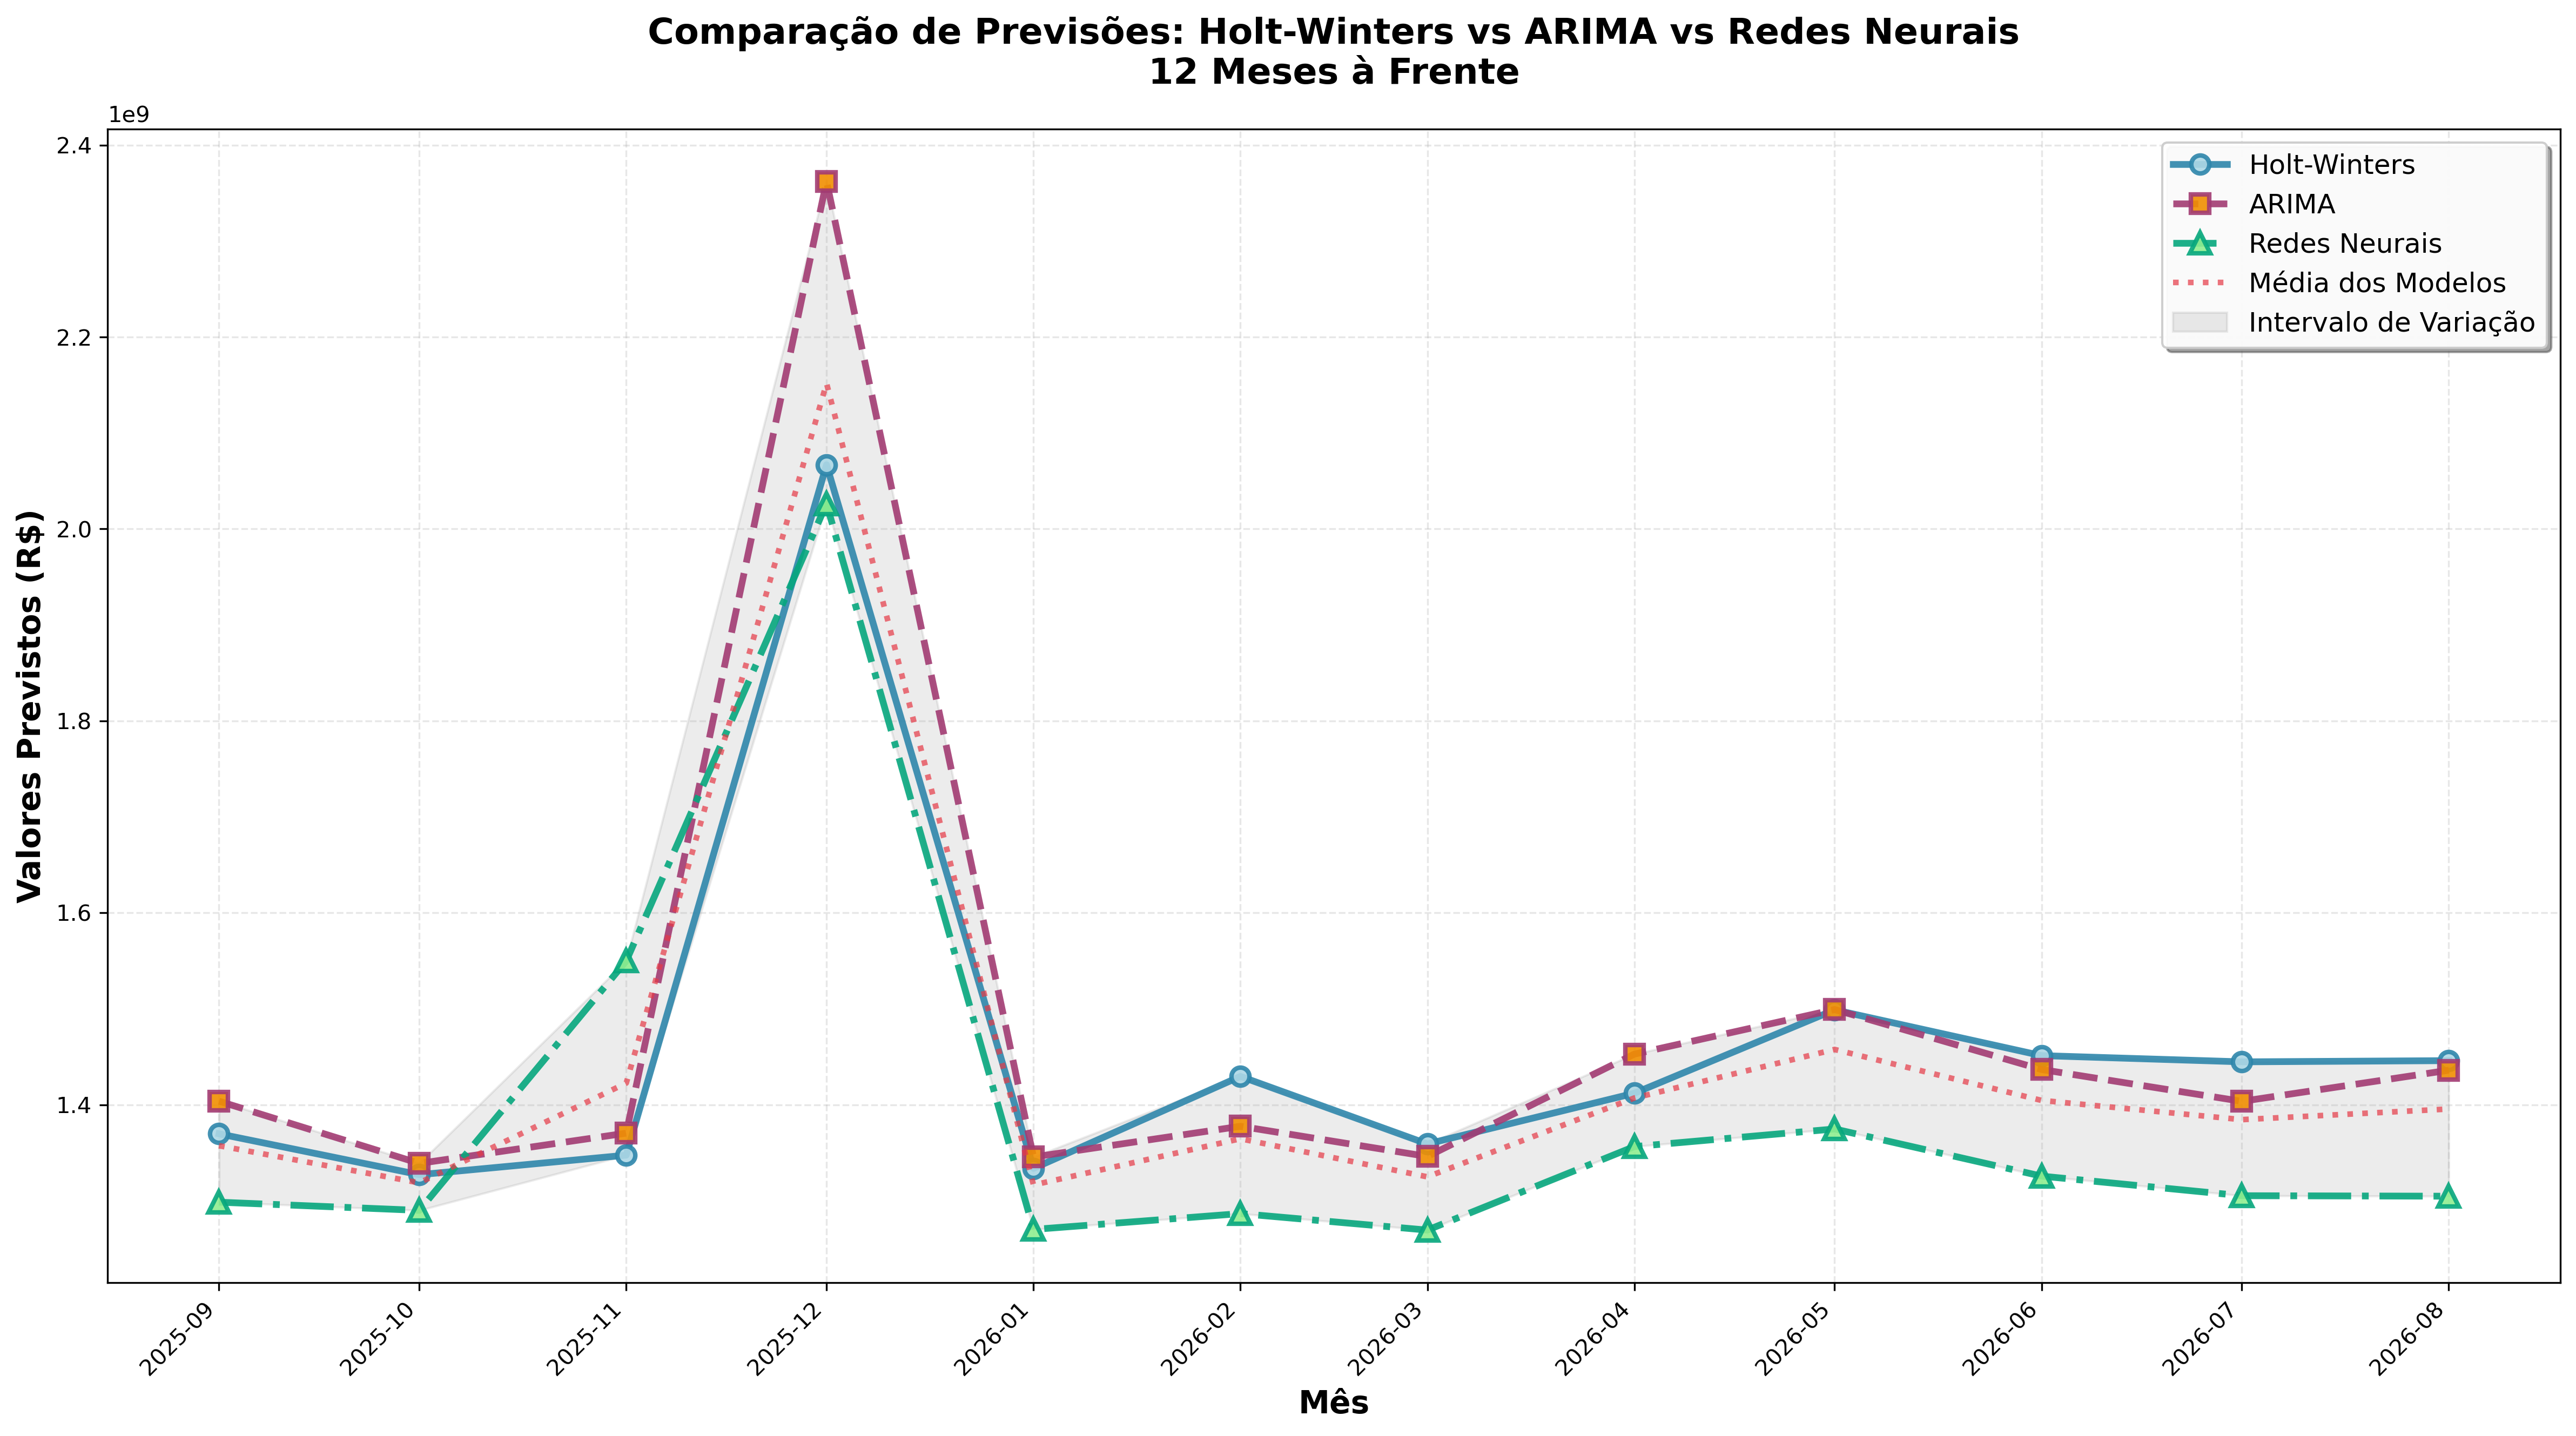 Comparação de Previsões: Holt-Winters vs ARIMA vs Redes Neurais
12 Meses à Frente
1e9
2.4
2.2
2.0
1.8
1.6
1.4
Valores Previstos (R$)
Holt-Winters
ARIMA
Redes Neurais
Média dos Modelos
Intervalo de Variação
2025-09
2025-10
2025-11
2025-12
2026-01
2026-02
2026-03
2026-04
2026-05
2026-06
2026-07
2026-08
Mês